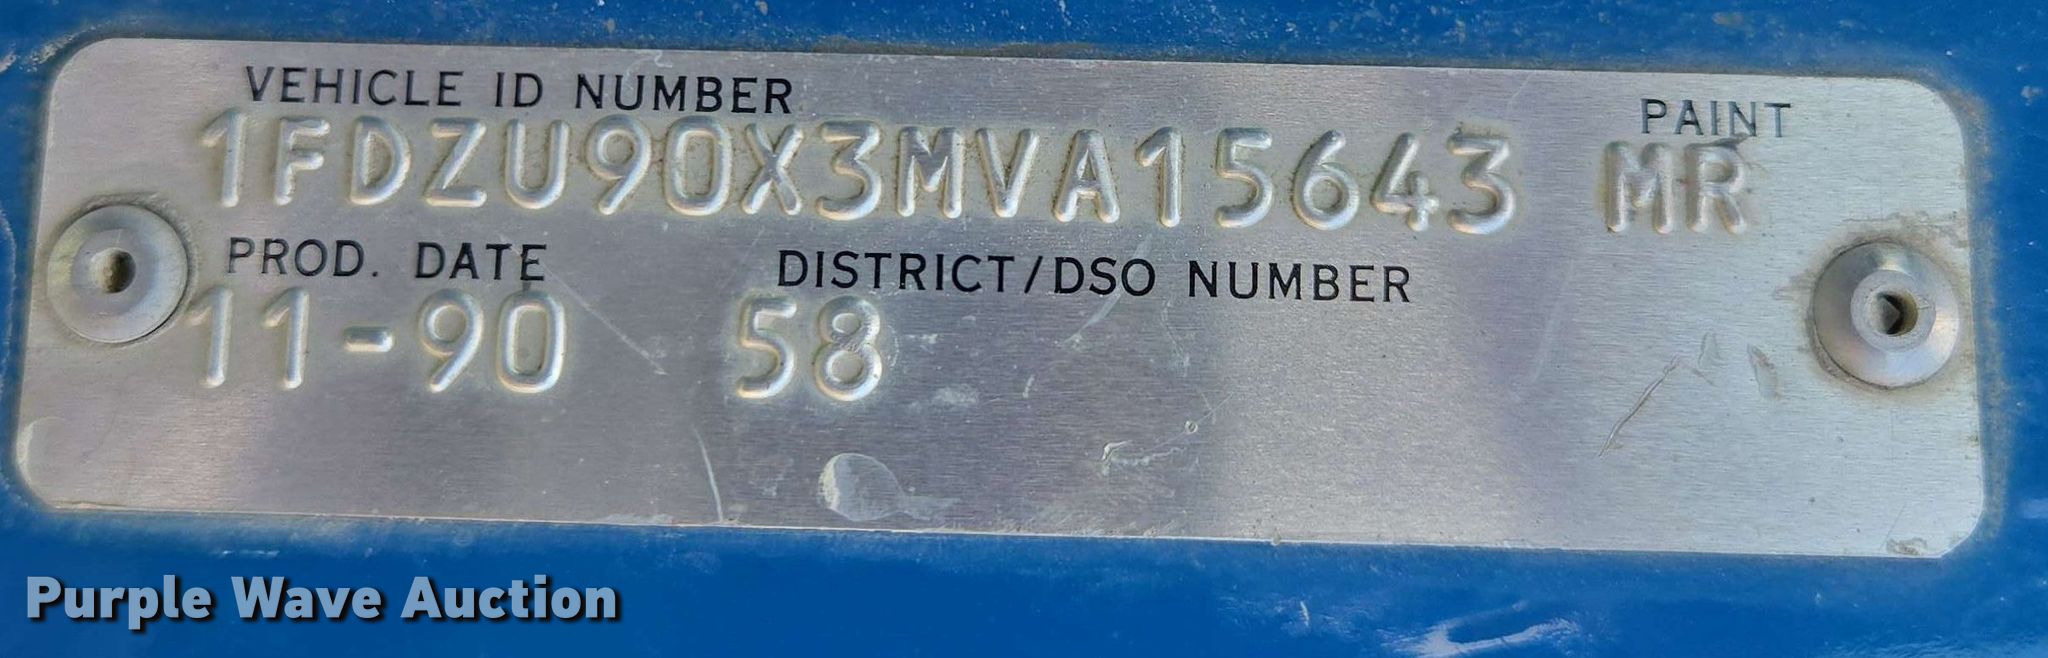 VEHICLE ID NUMBER PAINT
1FDZU90X3MVA15643 MR
PROD. DATE DISTRICT/DSO NUMBER
11-90 58
Purple Wave Auction